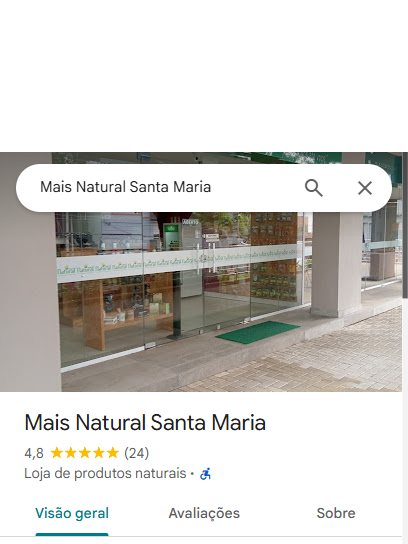 Mais Natural Santa Maria
Mais Natural Santa Maria
4,8 (24)
Loja de produtos naturais ·
Visão geral
Avaliações
Sobre